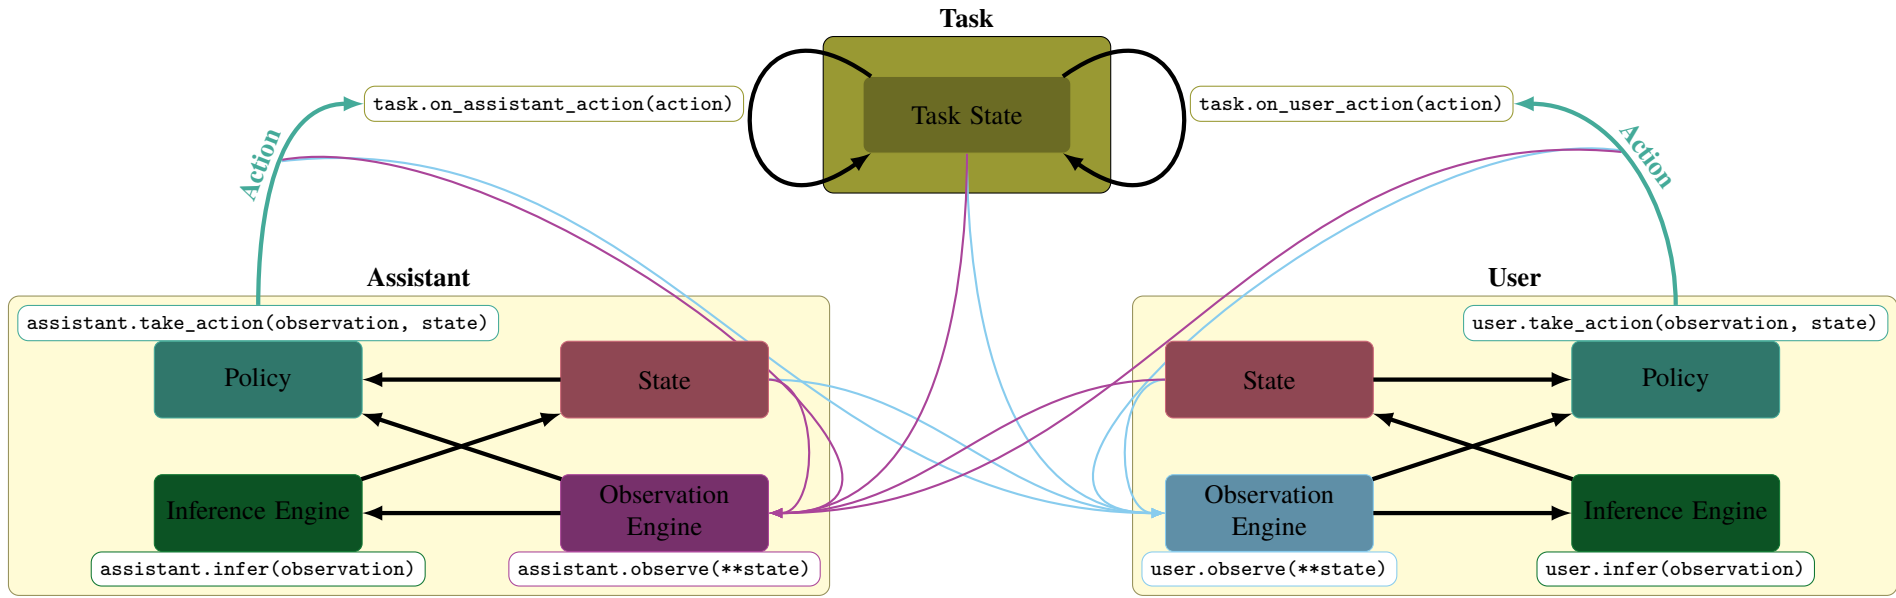 Task
task.on_assistant_action(action)
Task State
task.on_user_action(action)
Action
Action
Assistant
User
assistant.take_action(observation, state)
user.take_action(observation, state)
Policy
State
State
Policy
Inference Engine
Observation
Engine
Observation
Engine
Inference Engine
assistant.infer(observation)
assistant.observe(**state)
user.observe(**state)
user.infer(observation)